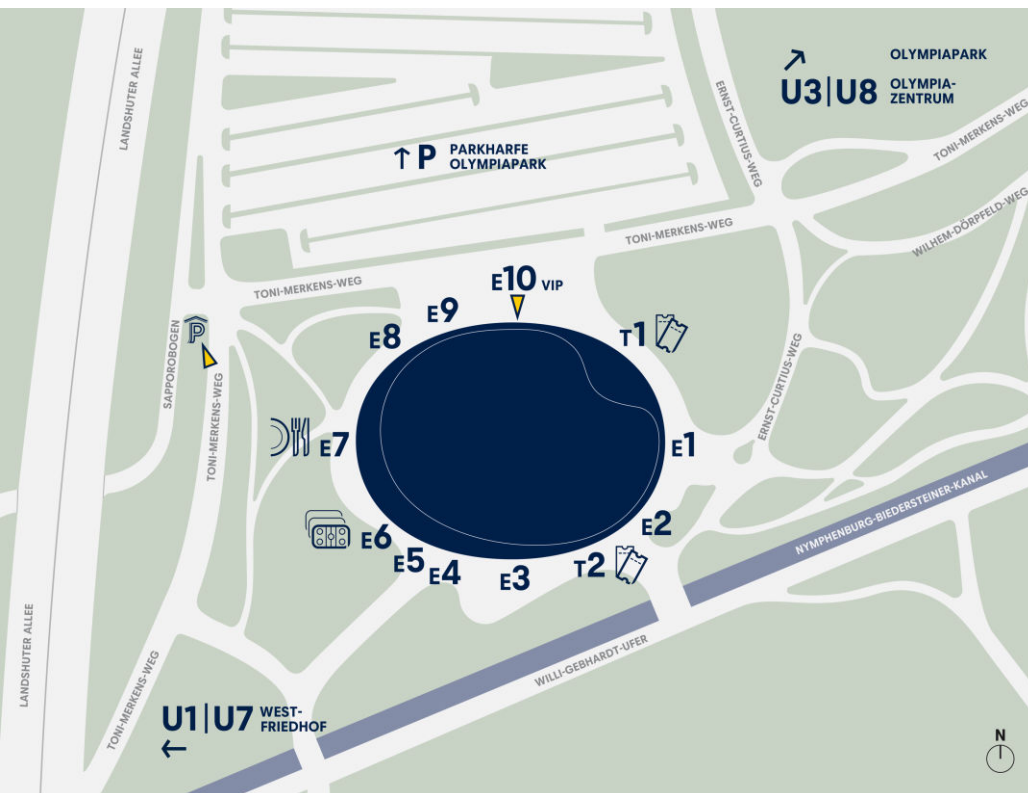 LANDSHUTER ALLEE
ERNST-CURTIUS-WEG
OLYMPIAPARK
U3|U8 OLYMPIA-
ZENTRUM
TONI-MERKENS-WEG
↑ P PARKHARFE
OLYMPIAPARK
WILHEM-DÖRPFELD-WEG
TONI-MERKENS-WEG
TONI-MERKENS-WEG
E10 VIP
E9
E8
T1
P
SAPPOROBOGEN
TONI-MERKENS-WEG
ERNST-CURTIUS-WEG
E7
E1
E6
E5
E4
E3
T2
E2
NYMPHENBURG-BIEDERSTEINER-KANAL
WILLI-GEBHARDT-UFER
LANDSHUTER ALLEE
TONI-MERKENS-WEG
U1|U7 WEST-
FRIEDHOF
←
N